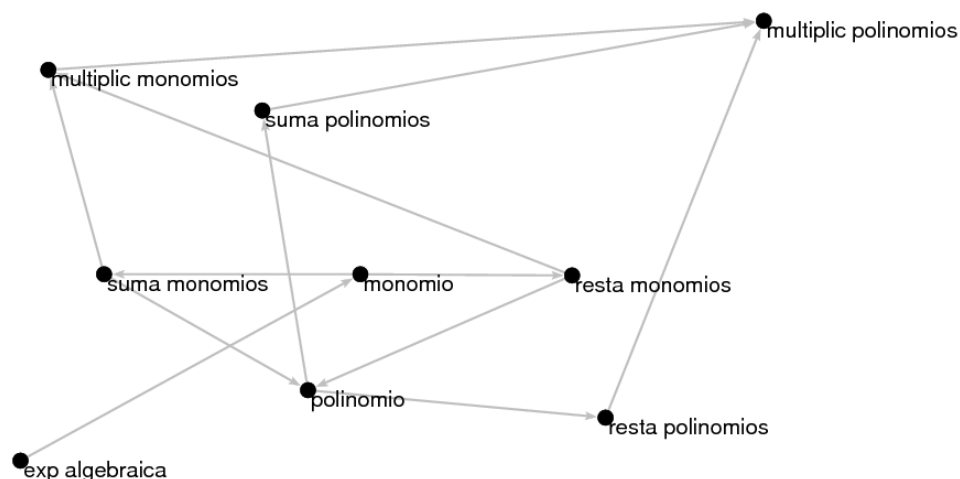 multiplic polinomios
multiplic monomios
suma polinomios
suma monomios
monomio
resta monomios
polinomio
resta polinomios
exp algebraica